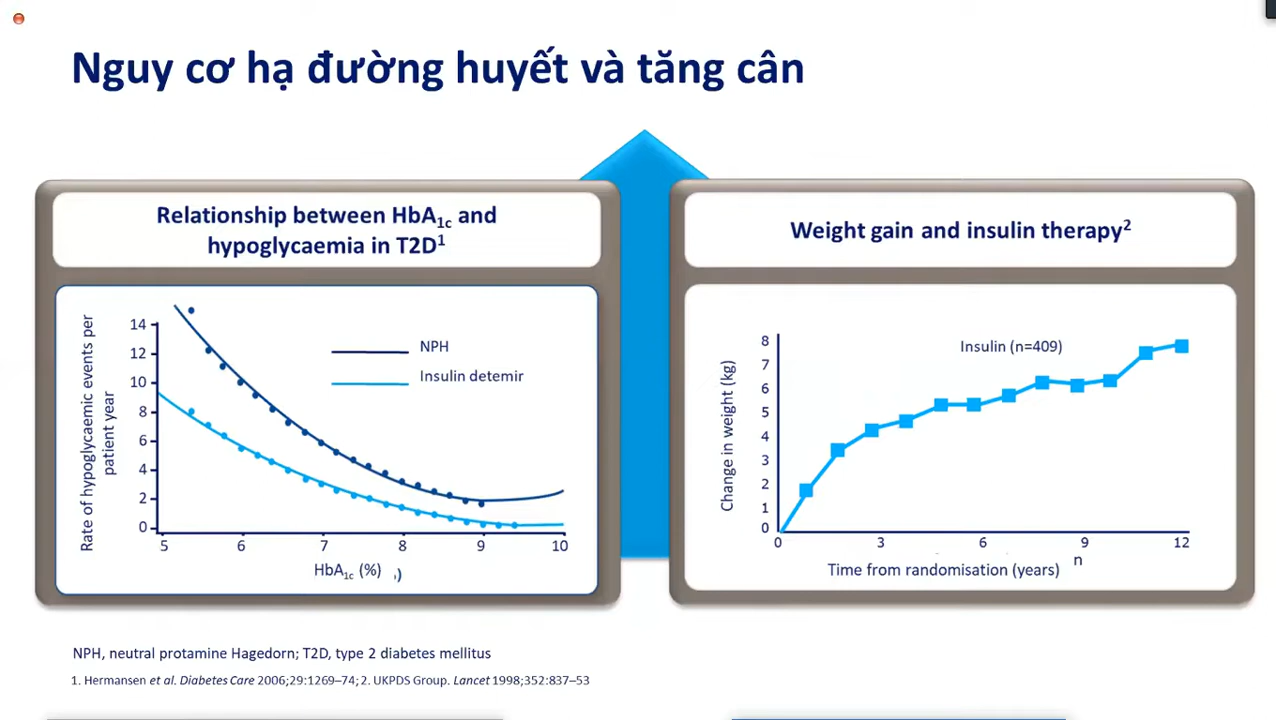 Nguy cơ hạ đường huyết và tăng cân
Relationship between HbA1c and
hypoglycaemia in T2D1
Rate of hypoglycaemic events per
patient year
14
12
10
8
6
4
2
0
NPH
Insulin detemir
5 6 7 8 9 10
HbA1c (%) )
Weight gain and insulin therapy2
Change in weight (kg)
8
7
6
5
4
3
2
1
0
Insulin (n=409)
0 3 6 9 12
n
Time from randomisation (years)
NPH, neutral protamine Hagedorn; T2D, type 2 diabetes mellitus
1. Hermansen et al. Diabetes Care 2006;29:1269–74; 2. UKPDS Group. Lancet 1998;352:837–53